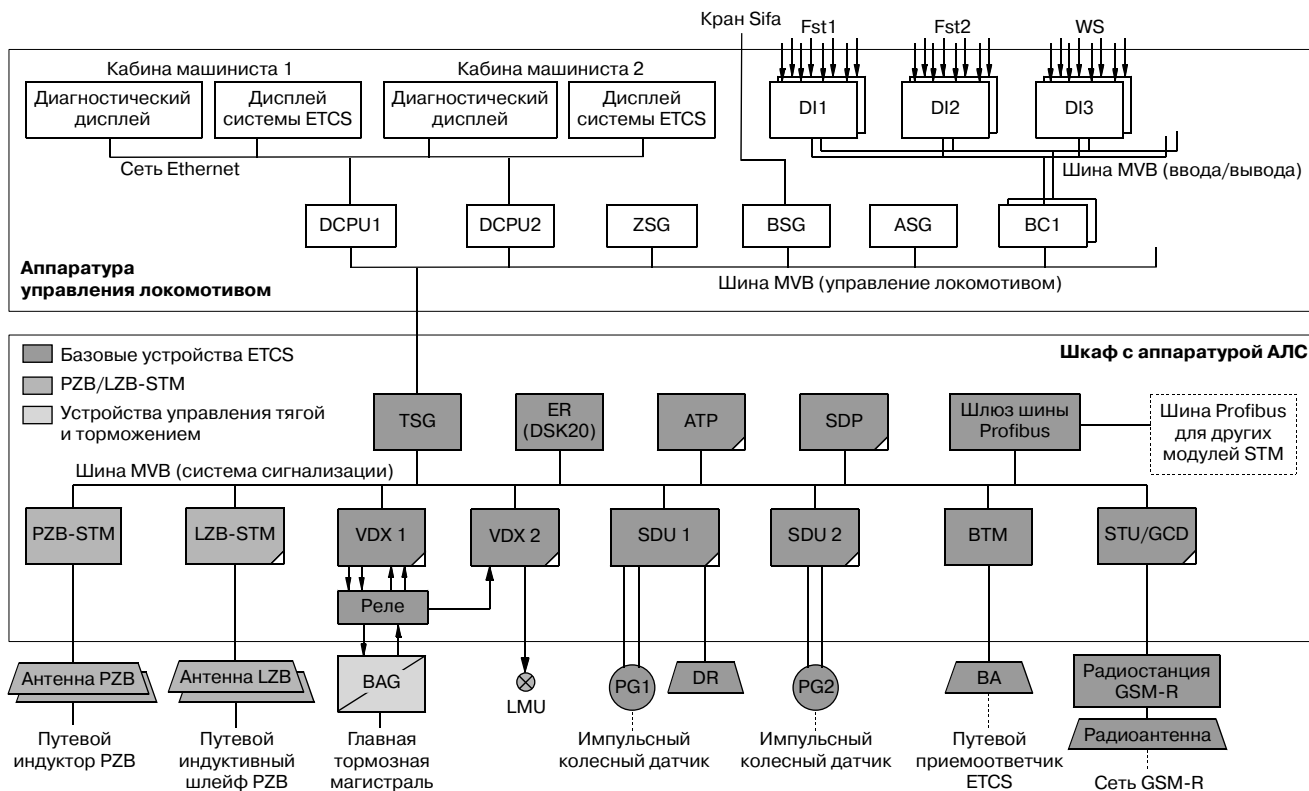 Кран Sifa
Fst1
Fst2
WS
Кабина машиниста 1
Кабина машиниста 2
Диагностический
дисплей
Дисплей
системы ETCS
Диагностический
дисплей
Дисплей
системы ETCS
DI1
DI2
DI3
Сеть Ethernet
Шина MVB (ввода/вывода)
DCPU1
DCPU2
ZSG
BSG
ASG
BC1
Аппаратура
управления локомотивом
Шина MVB (управление локомотивом)
Базовые устройства ETCS
PZB/LZB-STM
Устройства управления тягой
и торможением
Шкаф с аппаратурой АЛС
TSG
ER
(DSK20)
ATP
SDP
Шлюз шины
Profibus
Шина Profibus
для других
модулей STM
Шина MVB (система сигнализации)
PZB-STM
LZB-STM
VDX 1
VDX 2
SDU 1
SDU 2
BTM
STU/GCD
Реле
Антенна PZB
Антенна LZB
BAG
LMU
PG1
DR
PG2
BA
Радиостанция
GSM-R
Радиоантенна
Путевой
индуктор PZB
Путевой
индуктивный
шлейф PZB
Главная
тормозная
магистраль
Импульсный
колесный датчик
Импульсный
колесный датчик
Путевой
приемоответчик
ETCS
Сеть GSM-R